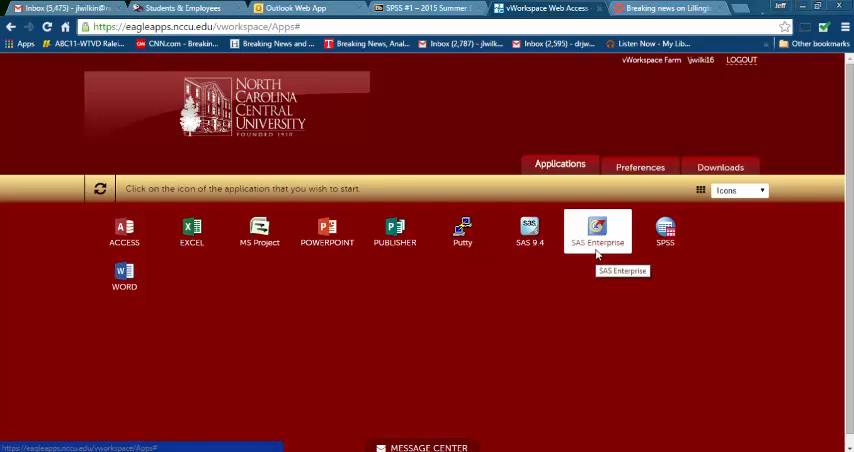 Inbox (5,475) - jlwilkin@
Students & Employees
Outlook Web App
SPSS #1 – 2015 Summer
vWorkspace Web Access
Breaking news on Lillingt
Jeff
https://eagleapps.nccu.edu/vworkspace/Apps#
Apps
ABC11-WTVD Ralei...
CNN.com - Breakin...
Breaking News and ...
Breaking News, Anal...
Inbox (2,787) - jlwilk...
Inbox (2,595) - drjw...
Listen Now - My Lib...
Other bookmarks
vWorkspace Farm
\jwilki16
LOGOUT
NORTH
CAROLINA
CENTRAL
UNIVERSITY
FOUNDED 1910
Applications
Preferences
Downloads
Click on the icon of the application that you wish to start.
Icons
ACCESS
EXCEL
MS Project
POWERPOINT
PUBLISHER
Putty
SAS 9.4
SAS Enterprise
SPSS
SAS Enterprise
WORD
https://eagleapps.nccu.edu/vworkspace/Apps#
MESSAGE CENTER